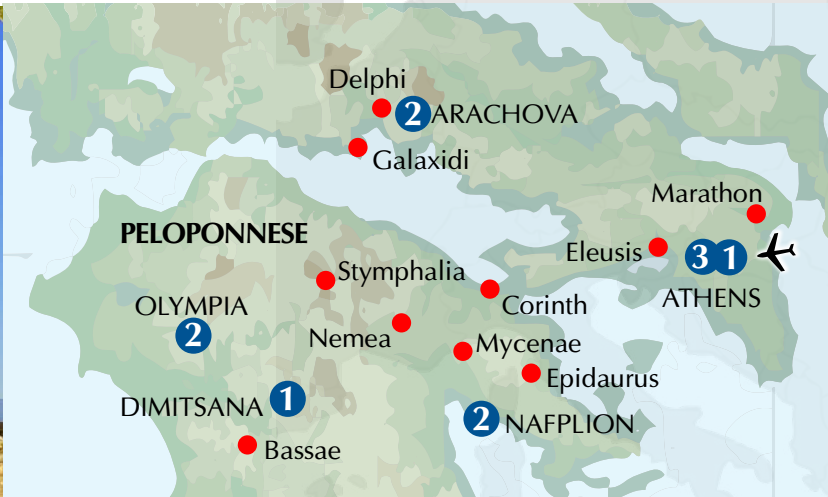 Delphi
2 ARACHOVA
Galaxidi
Marathon
PELOPONNESE
Eleusis
3 1
ATHENS
Stymphalia
OLYMPIA
2
Corinth
Nemea
Mycenae
Epidaurus
DIMITSANA 1
2 NAFPLION
Bassae